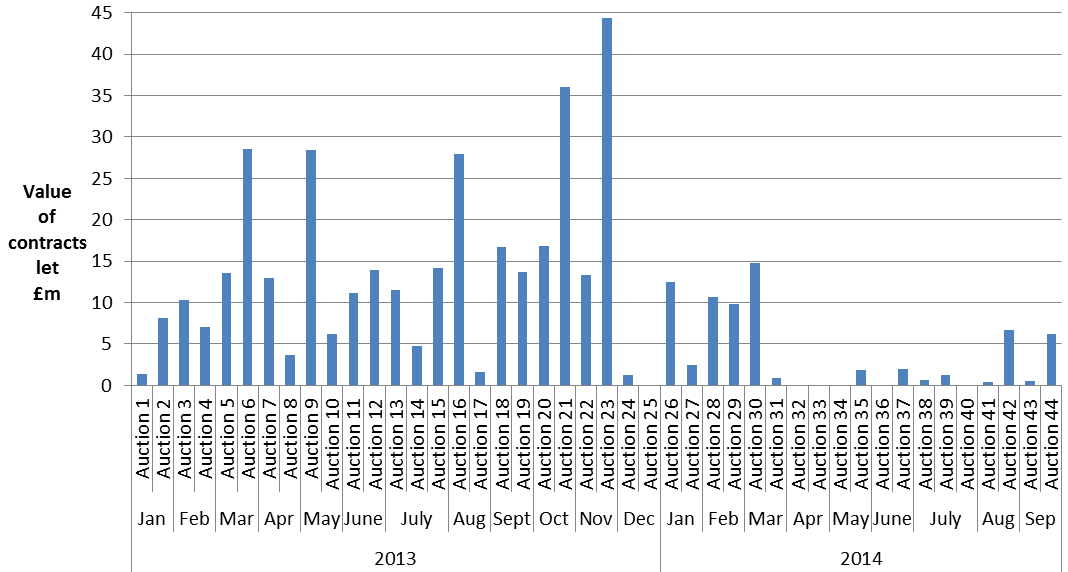 45
40
35
30
25
20
15
10
5
0
Value
of
contracts
let
£m
Auction 1
Auction 2
Auction 3
Auction 4
Auction 5
Auction 6
Auction 7
Auction 8
Auction 9
Auction 10
Auction 11
Auction 12
Auction 13
Auction 14
Auction 15
Auction 16
Auction 17
Auction 18
Auction 19
Auction 20
Auction 21
Auction 22
Auction 23
Auction 24
Auction 25
Auction 26
Auction 27
Auction 28
Auction 29
Auction 30
Auction 31
Auction 32
Auction 33
Auction 34
Auction 35
Auction 36
Auction 37
Auction 38
Auction 39
Auction 40
Auction 41
Auction 42
Auction 43
Auction 44
Jan Feb Mar Apr May June July Aug Sept Oct Nov Dec Jan Feb Mar Apr May June July Aug Sep
2013 2014